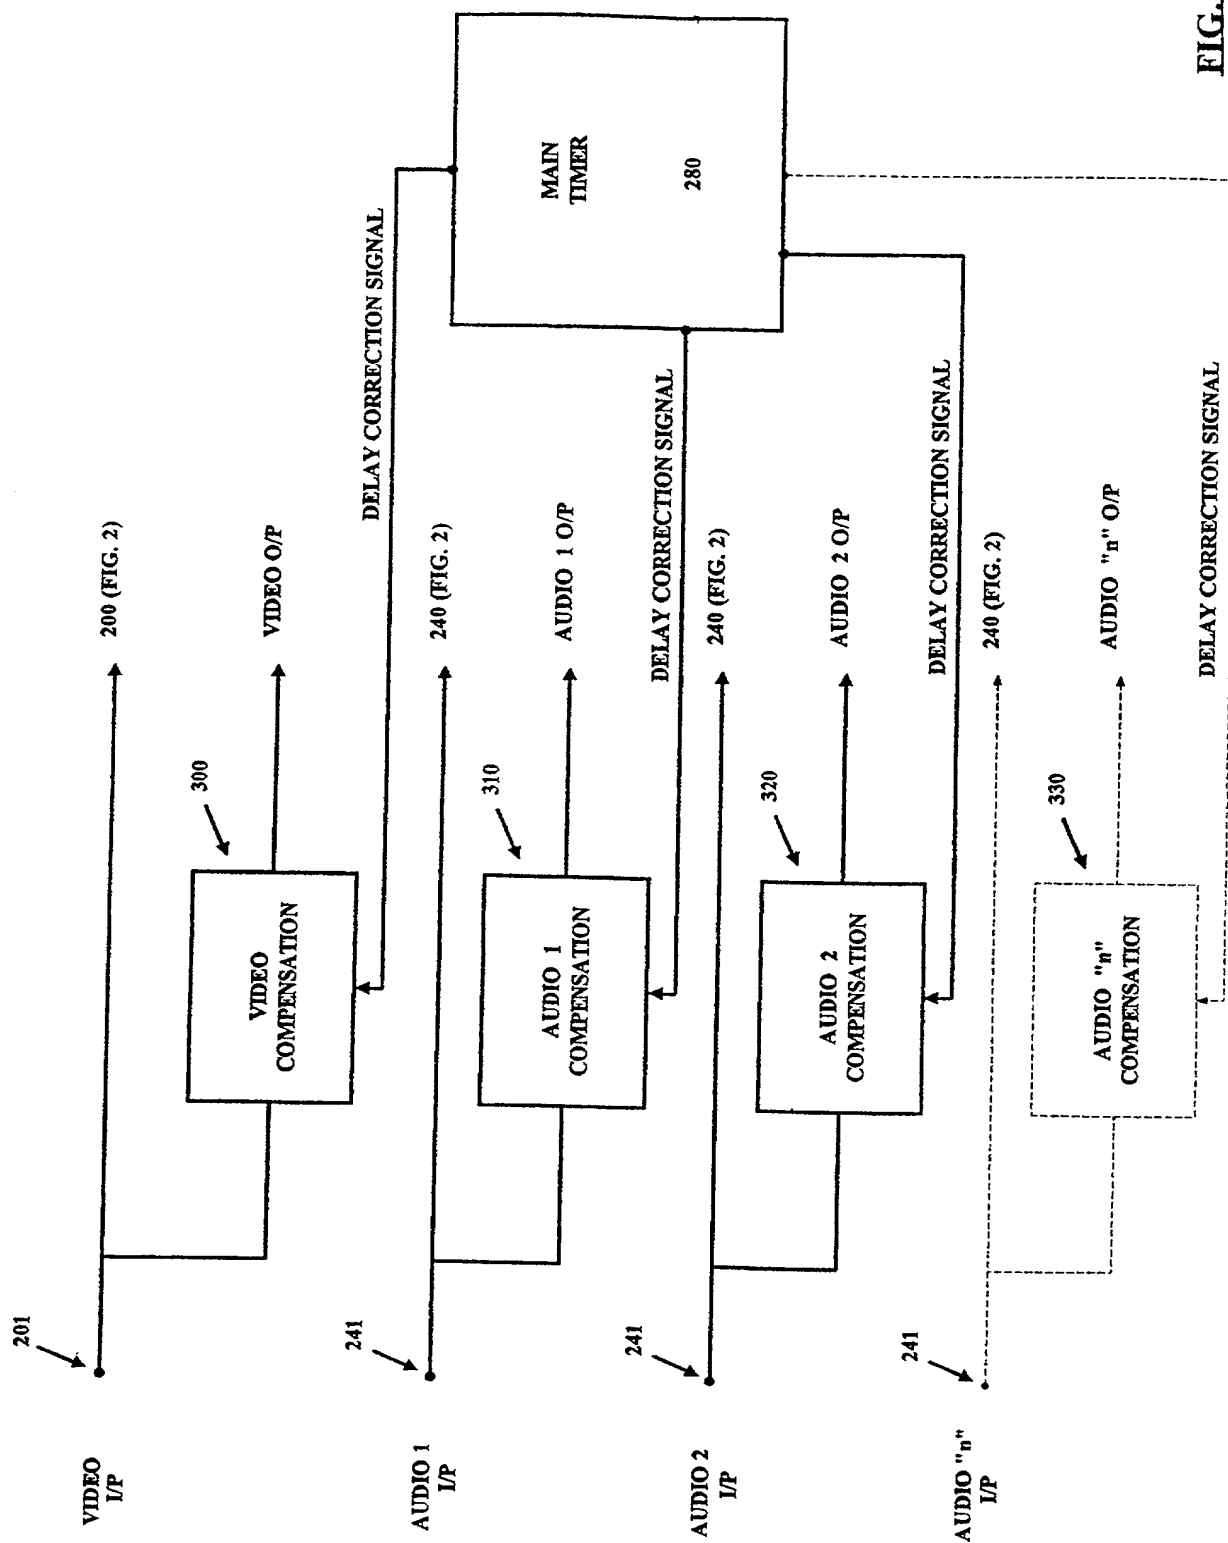 201
VIDEO
I/P
200 (FIG. 2)
300
VIDEO
COMPENSATION
VIDEO O/P
DELAY CORRECTION SIGNAL
241
AUDIO 1
I/P
240 (FIG. 2)
310
AUDIO 1
COMPENSATION
AUDIO 1 O/P
DELAY CORRECTION SIGNAL
MAIN
TIMER
280
241
AUDIO 2
I/P
240 (FIG. 2)
320
AUDIO 2
COMPENSATION
AUDIO 2 O/P
DELAY CORRECTION SIGNAL
241
AUDIO "n"
I/P
240 (FIG. 2)
330
AUDIO "n"
COMPENSATION
AUDIO "n" O/P
DELAY CORRECTION SIGNAL
FIG.